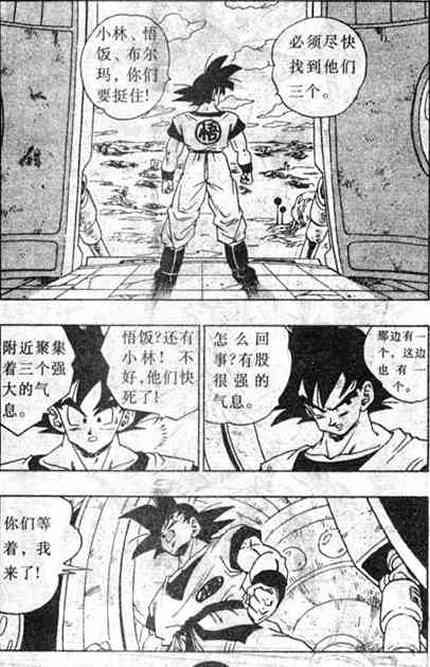 必须尽快
找到他们
三个。
小林、悟
饭、布尔
玛，你们
要挺住！
悟
那边有一
个，这边
也有一
个。
怎么回
事？有股
很强的
气息。
悟饭？还有
小林！不
好，他们快
死了！
附近聚集
着三个强
大的气
息。
你们等
着，我
来了！